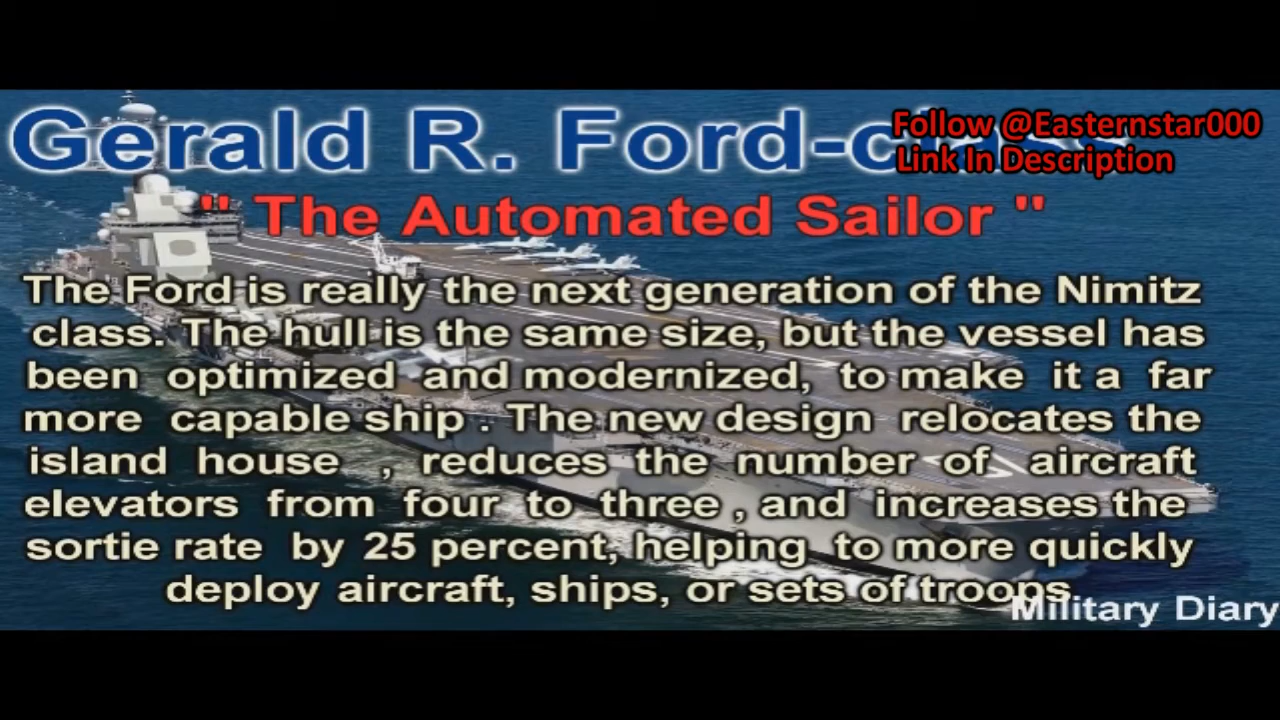 Gerald R. Ford-class
Follow @Easternstar000
Link In Description
" The Automated Sailor "
The Ford is really the next generation of the Nimitz
class. The hull is the same size, but the vessel has
been optimized and modernized, to make it a far
more capable ship . The new design relocates the
island house , reduces the number of aircraft
elevators from four to three , and increases the
sortie rate by 25 percent, helping to more quickly
deploy aircraft, ships, or sets of troops.
Military Diary